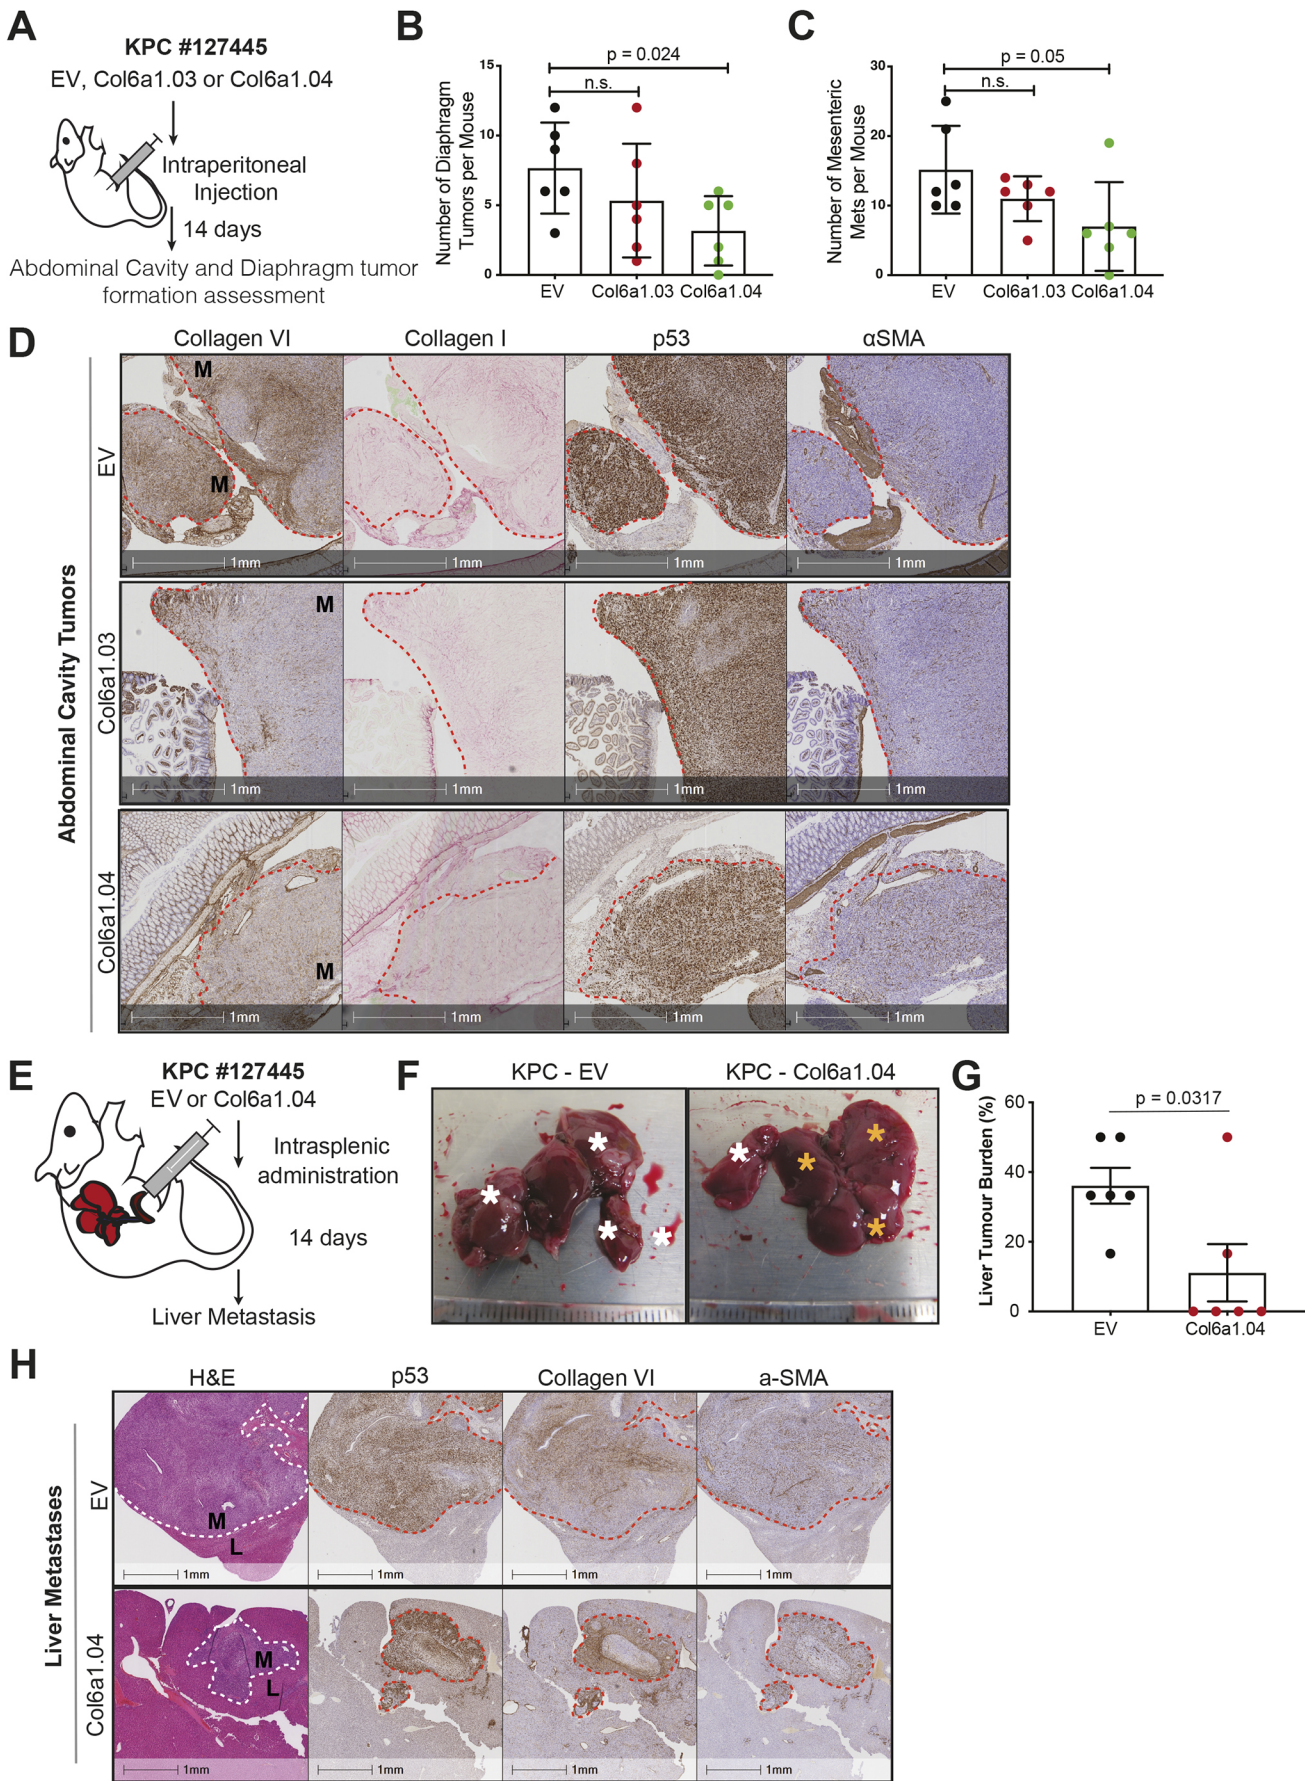 A
KPC #127445
EV, Col6a1.03 or Col6a1.04
Intraperitoneal
Injection
14 days
Abdominal Cavity and Diaphragm tumor
formation assessment
B
Number of Diaphragm
Tumors per Mouse
15
10
5
0
p = 0.024
n.s.
EV
Col6a1.03
Col6a1.04
C
Number of Mesenteric
Mets per Mouse
30
20
10
0
p = 0.05
n.s.
EV
Col6a1.03
Col6a1.04
D
Collagen VI
Collagen I
p53
αSMA
Abdominal Cavity Tumors
EV
M
M
1mm
1mm
1mm
1mm
Col6a1.03
M
1mm
1mm
1mm
1mm
Col6a1.04
M
1mm
1mm
1mm
1mm
E
KPC #127445
EV or Col6a1.04
Intrasplenic
administration
14 days
Liver Metastasis
F
KPC - EV
KPC - Col6a1.04
* * * *
* * * *
G
Liver Tumour Burden (%)
60
40
20
0
p = 0.0317
EV
Col6a1.04
H
H&E
p53
Collagen VI
a-SMA
Liver Metastases
EV
M
L
1mm
1mm
1mm
1mm
Col6a1.04
M
L
1mm
1mm
1mm
1mm